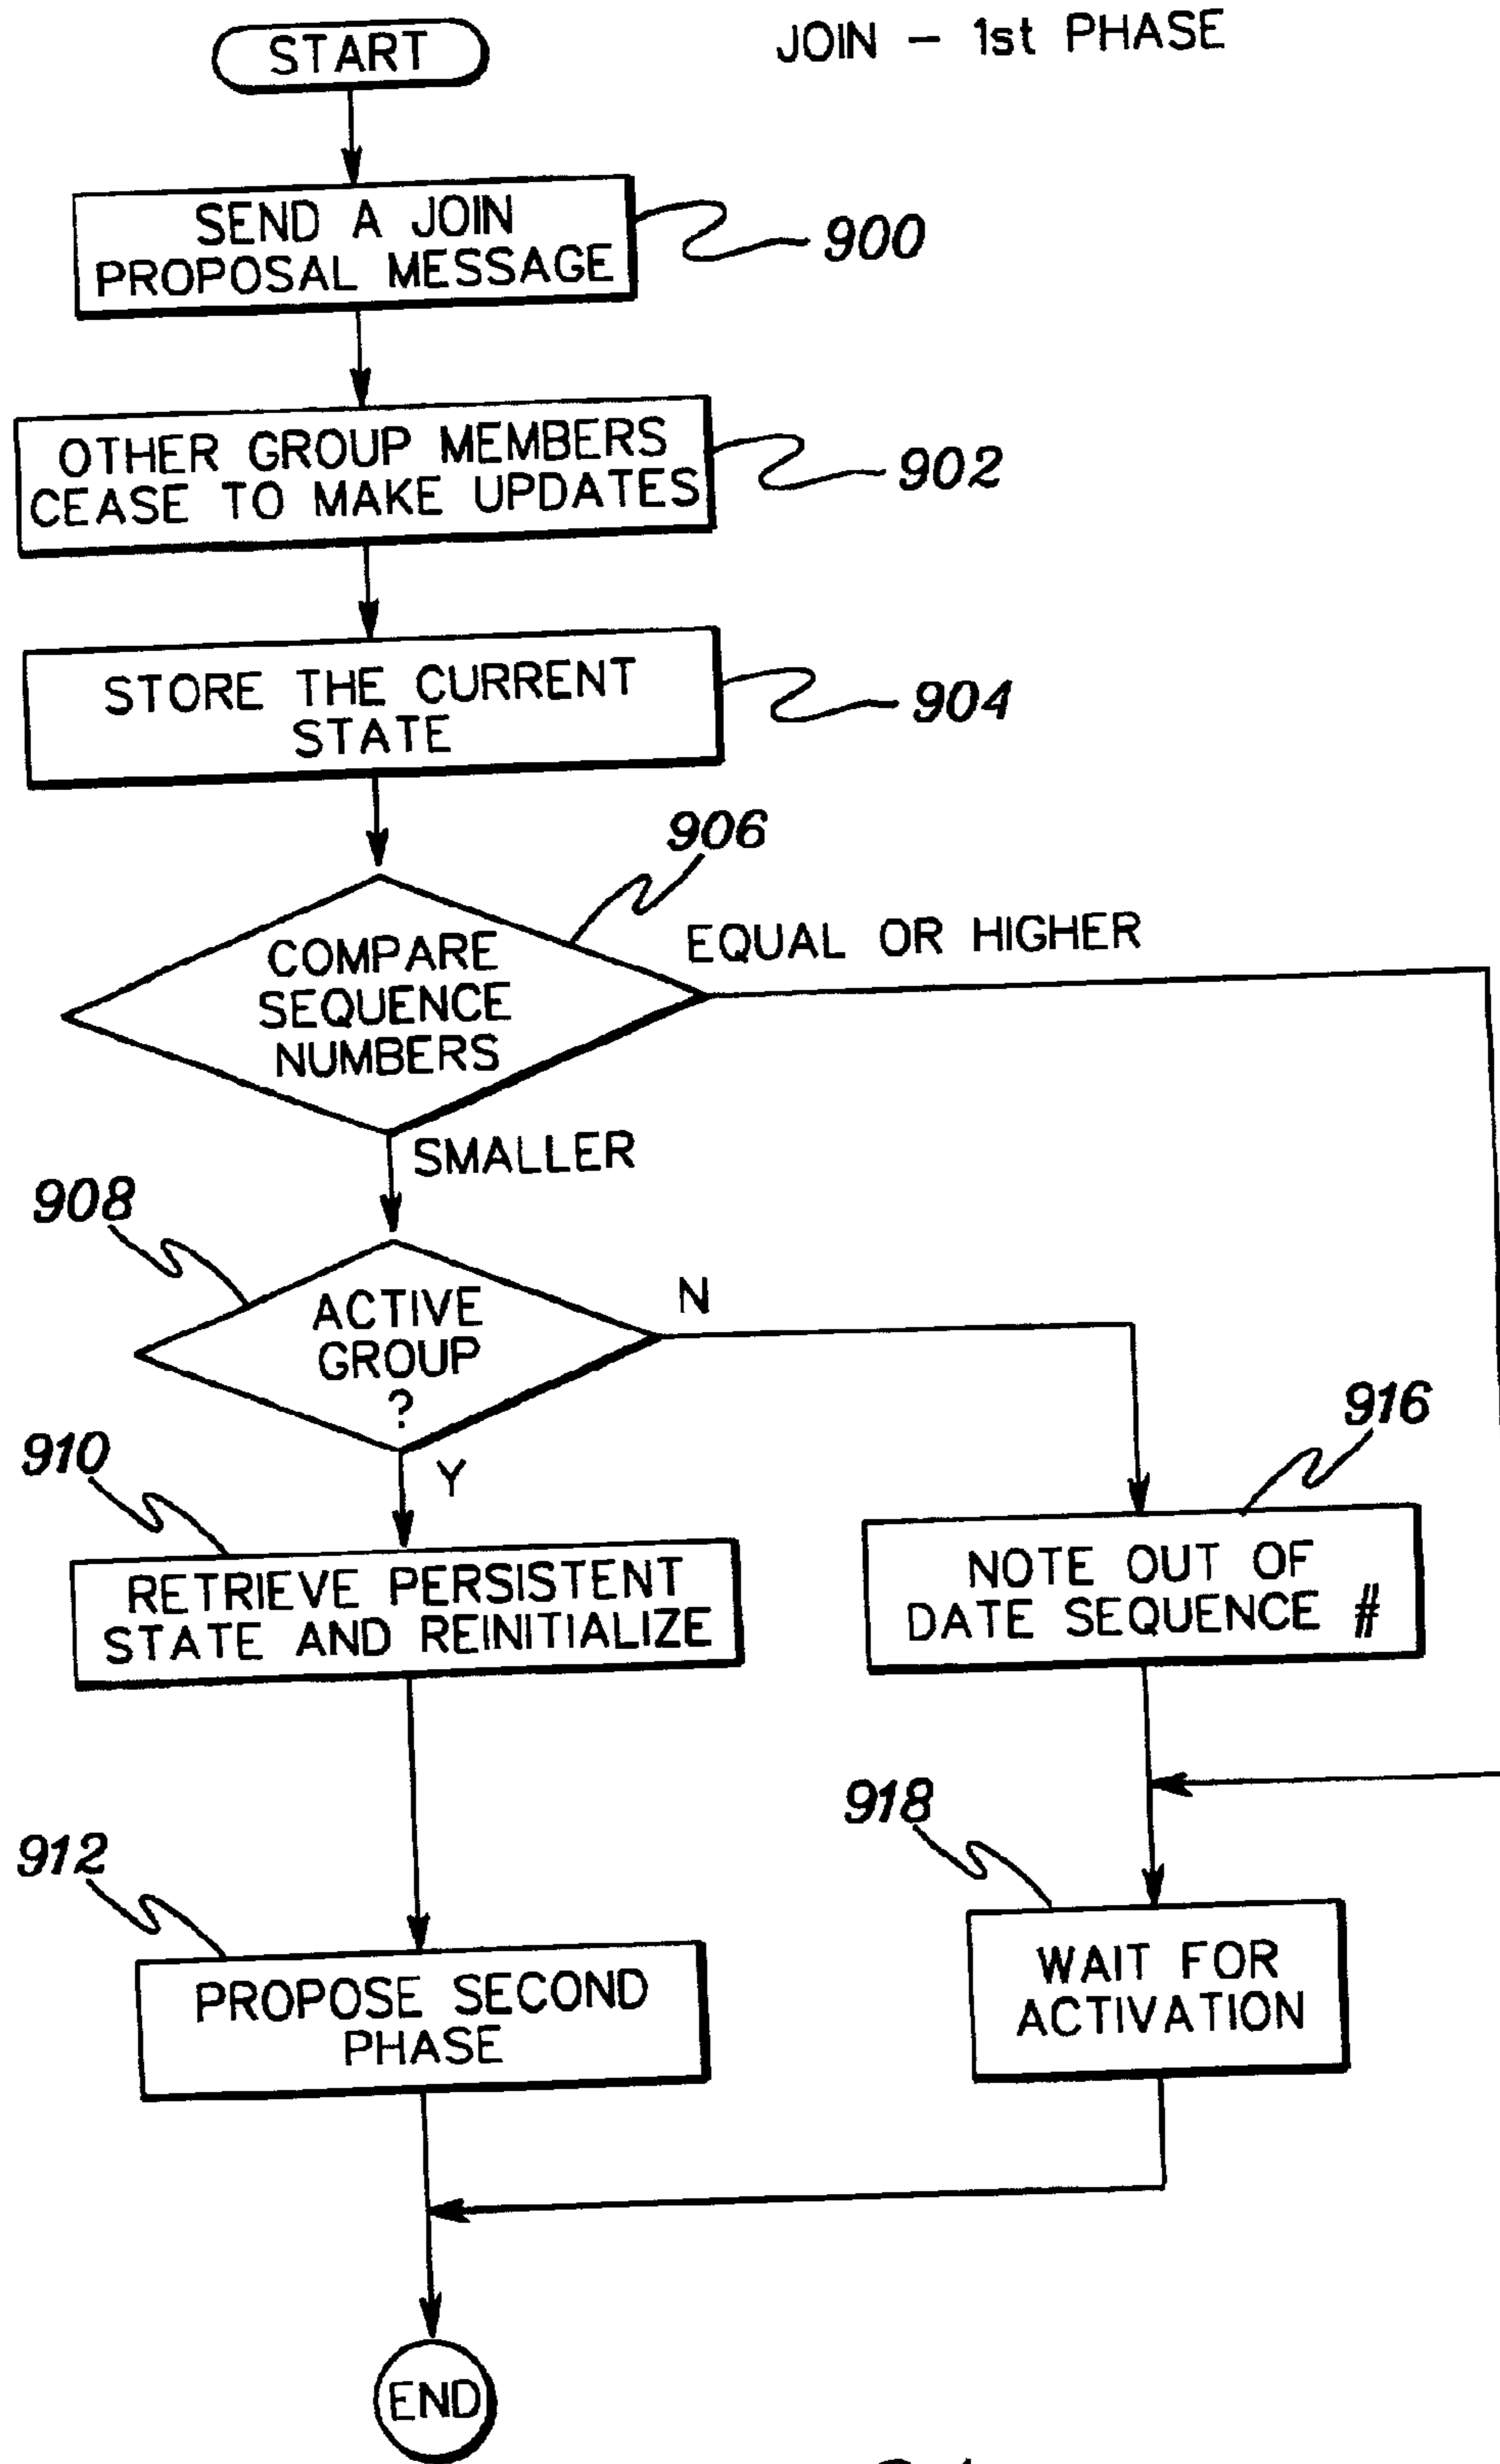 JOIN – 1st PHASE
START
SEND A JOIN
PROPOSAL MESSAGE
900
OTHER GROUP MEMBERS
CEASE TO MAKE UPDATES
902
STORE THE CURRENT
STATE
904
906
COMPARE
SEQUENCE
NUMBERS
EQUAL OR HIGHER
SMALLER
908
ACTIVE
GROUP
?
N
Y
910
RETRIEVE PERSISTENT
STATE AND REINITIALIZE
916
NOTE OUT OF
DATE SEQUENCE #
912
PROPOSE SECOND
PHASE
918
WAIT FOR
ACTIVATION
END